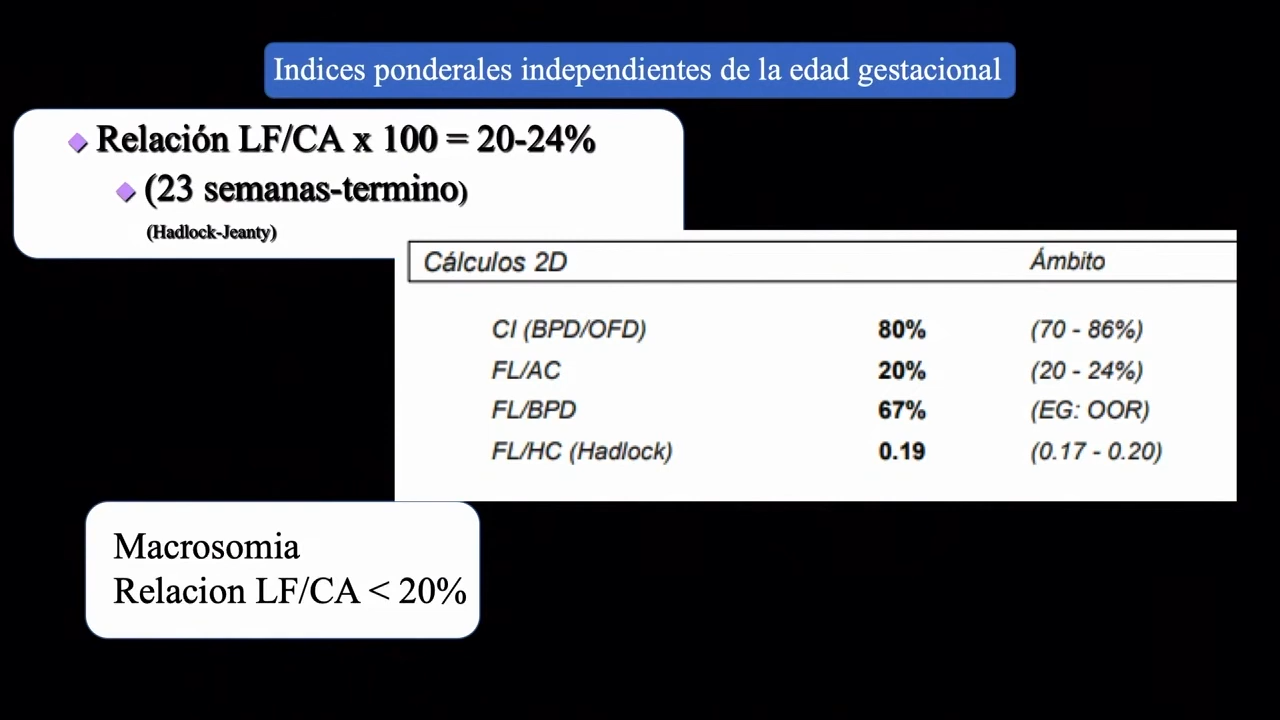 Indices ponderales independientes de la edad gestacional
Relación LF/CA x 100 = 20-24%
(23 semanas-termino)
(Hadlock-Jeanty)
Cálculos 2D Ámbito
CI (BPD/OFD) 80% (70 - 86%)
FL/AC 20% (20 - 24%)
FL/BPD 67% (EG: OOR)
FL/HC (Hadlock) 0.19 (0.17 - 0.20)
Macrosomia
Relacion LF/CA < 20%